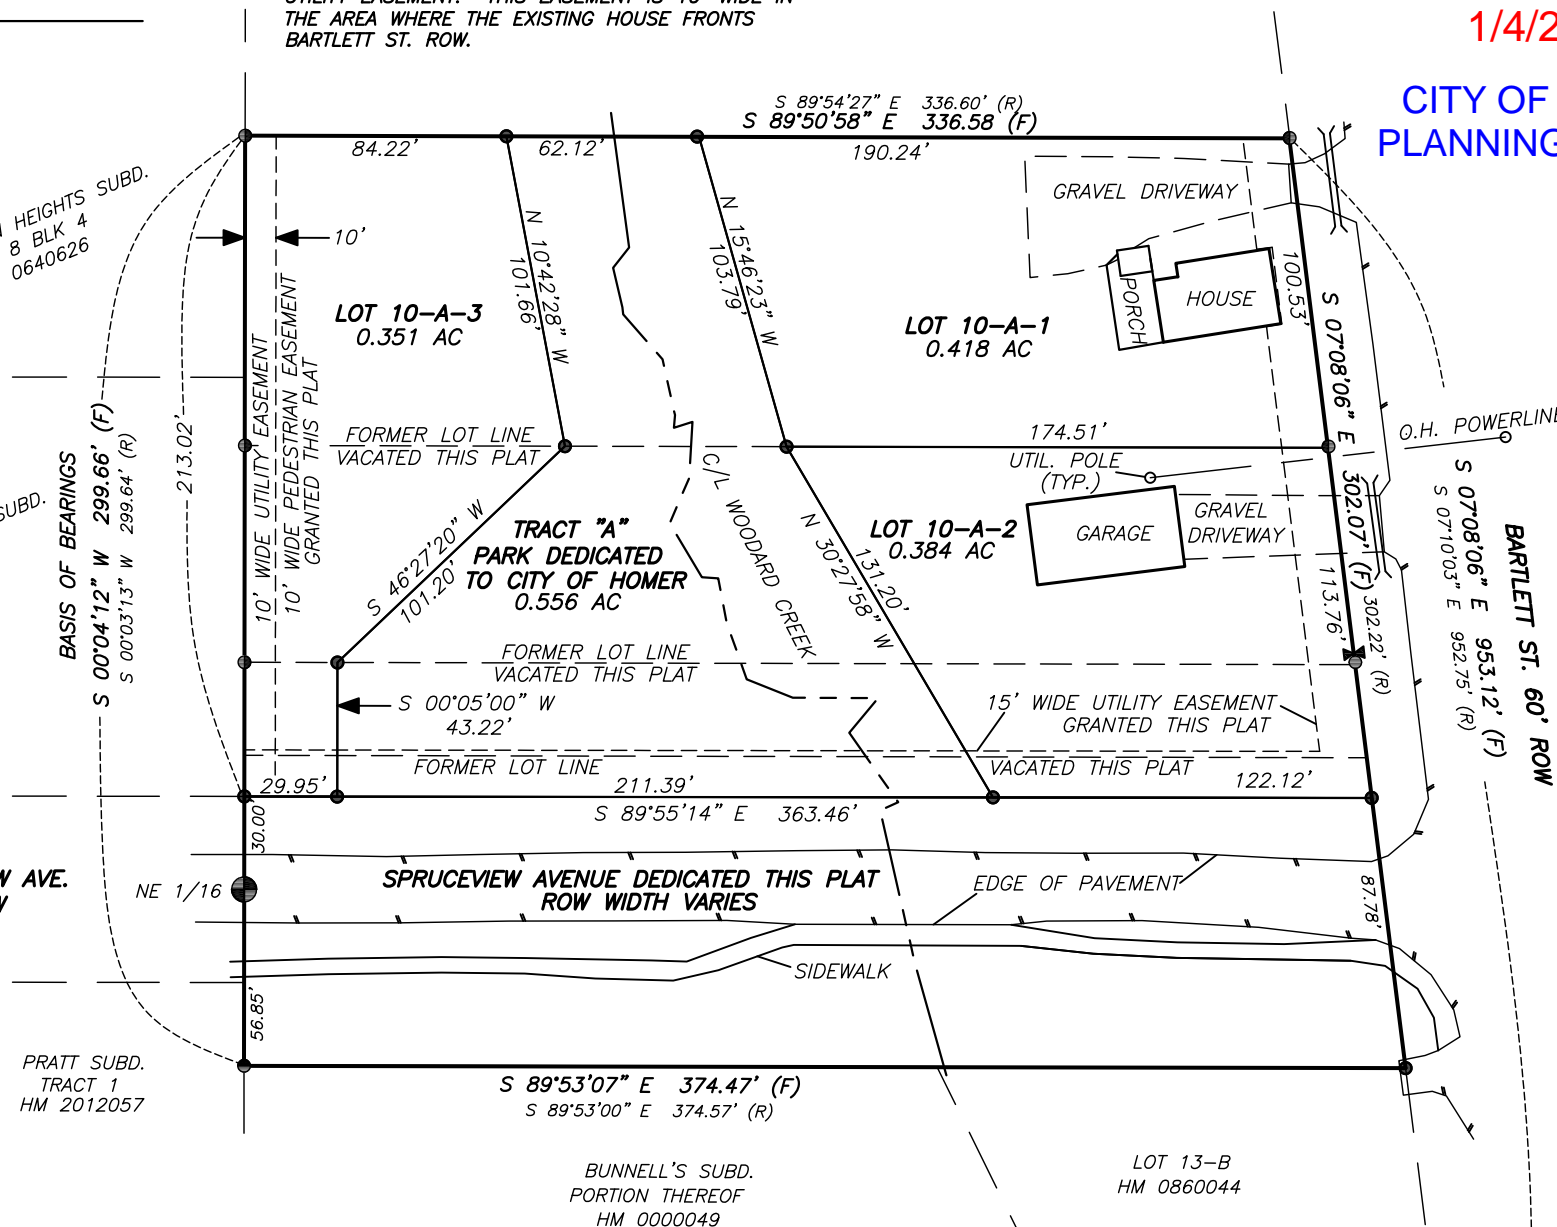 THE AREA WHERE THE EXISTING HOUSE FRONTS
BARTLETT ST. ROW.
1/4/2
CITY OF
PLANNING
S 89°54'27" E 336.60' (R)
S 89°50'58" E 336.58 (F)
84.22'
62.12'
190.24'
HEIGHTS SUBD.
8 BLK 4
0640626
10'
GRAVEL DRIVEWAY
N 10°42'28" W
101.66'
N 15°46'23" W
103.79'
LOT 10-A-3
0.351 AC
LOT 10-A-1
0.418 AC
PORCH
HOUSE
100.53'
S 07°08'06" E 302.07' (F)
302.22' (R)
10' WIDE UTILITY EASEMENT
10' WIDE PEDESTRIAN EASEMENT
GRANTED THIS PLAT
213.02'
BASIS OF BEARINGS
S 00°04'12" W 299.66' (F)
S 00°03'13" W 299.64' (R)
SUBD.
FORMER LOT LINE
VACATED THIS PLAT
174.51'
O.H. POWERLINE
UTIL. POLE
(TYP.)
C/L WOODARD CREEK
S 46°27'20" W
101.20'
TRACT "A"
PARK DEDICATED
TO CITY OF HOMER
0.556 AC
N 30°27'58" W
131.20'
LOT 10-A-2
0.384 AC
GARAGE
GRAVEL
DRIVEWAY
113.76'
S 07°08'06" E 953.12' (F)
S 07°10'03" E 952.75' (R)
BARTLETT ST. 60' ROW
FORMER LOT LINE
VACATED THIS PLAT
S 00°05'00" W
43.22'
15' WIDE UTILITY EASEMENT
GRANTED THIS PLAT
FORMER LOT LINE
VACATED THIS PLAT
29.95'
211.39'
122.12'
S 89°55'14" E 363.46'
30.00'
W AVE.
NE 1/16
SPRUCEVIEW AVENUE DEDICATED THIS PLAT
ROW WIDTH VARIES
EDGE OF PAVEMENT
87.78'
SIDEWALK
56.85'
PRATT SUBD.
TRACT 1
HM 2012057
S 89°53'07" E 374.47' (F)
S 89°53'00" E 374.57' (R)
BUNNELL'S SUBD.
PORTION THEREOF
HM 0000049
LOT 13-B
HM 0860044